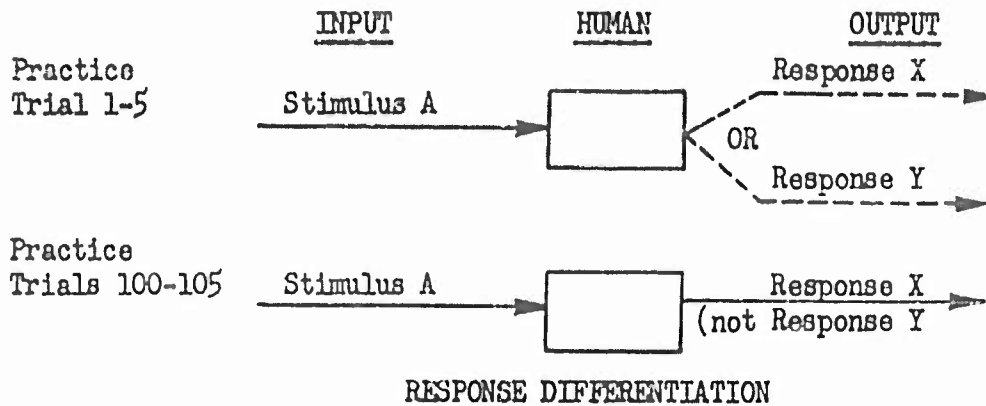 INPUT HUMAN OUTPUT
Practice
Trial 1-5
Stimulus A
Response X
OR
Response Y
Practice
Trials 100-105
Stimulus A
Response X
(not Response Y
RESPONSE DIFFERENTIATION